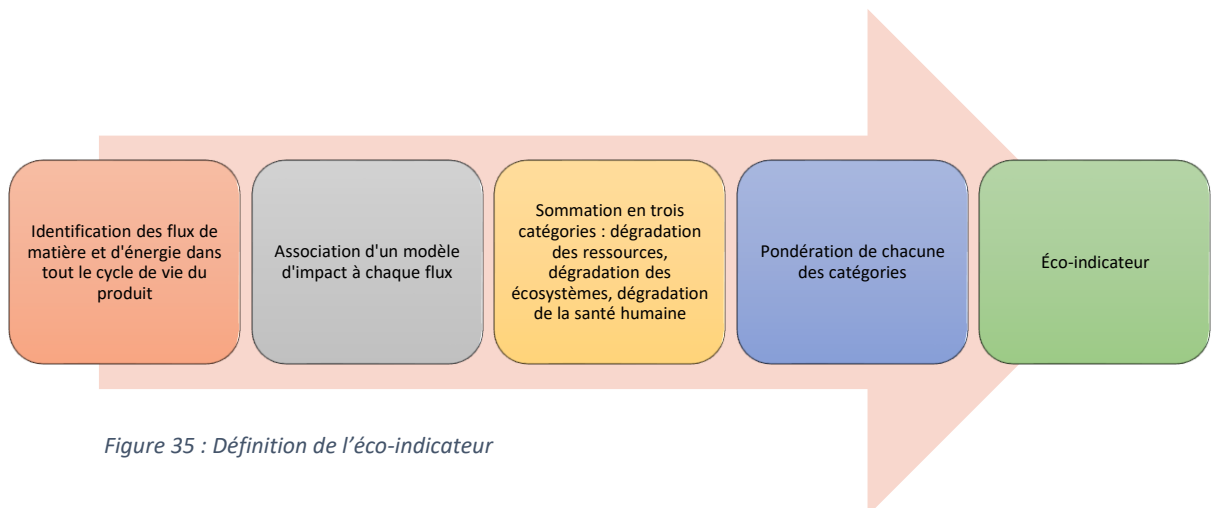 Identification des flux de
matière et d'énergie dans
tout le cycle de vie du
produit
Association d'un modèle
d'impact à chaque flux
Sommation en trois
catégories : dégradation
des ressources,
dégradation des
écosystèmes, dégradation
de la santé humaine
Pondération de chacune
des catégories
Éco-indicateur
Figure 35 : Définition de l'éco-indicateur